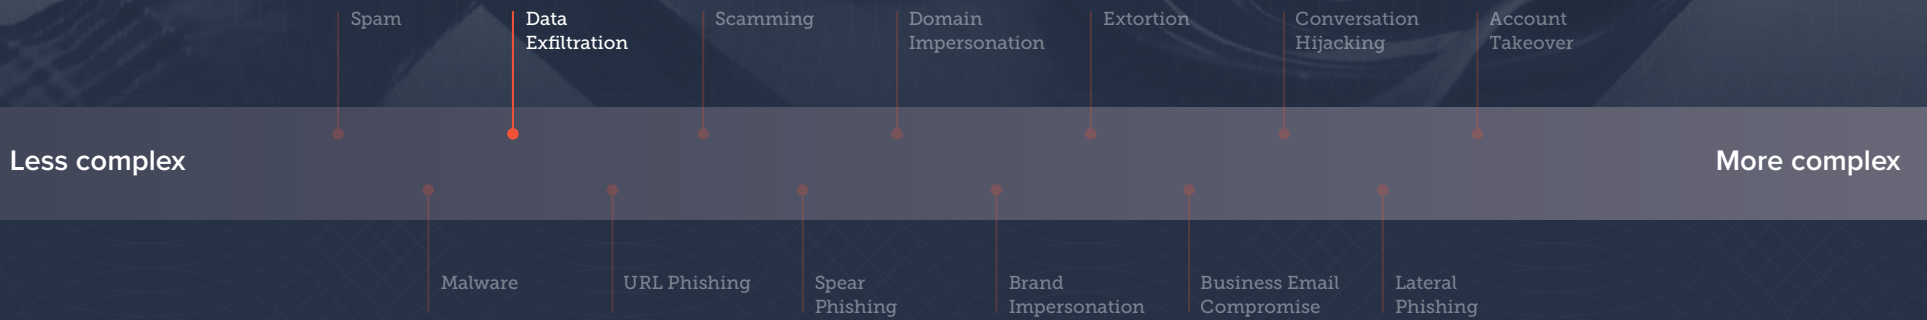 Spam
Data
Exfiltration
Scamming
Domain
Impersonation
Extortion
Conversation
Hijacking
Account
Takeover
Less complex
More complex
Malware
URL Phishing
Spear
Phishing
Brand
Impersonation
Business Email
Compromise
Lateral
Phishing